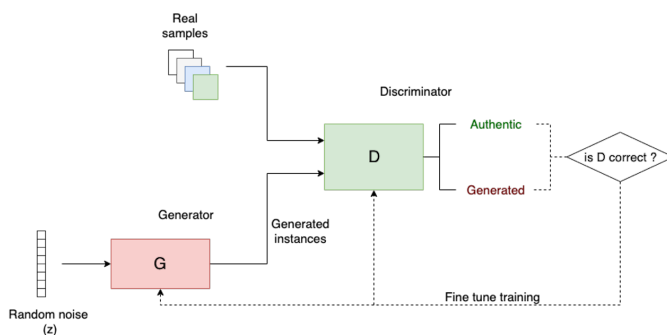 Real
samples
Discriminator
Authentic
D
is D correct ?
Generated
Generator
Generated
instances
G
Fine tune training
Random noise
(z)